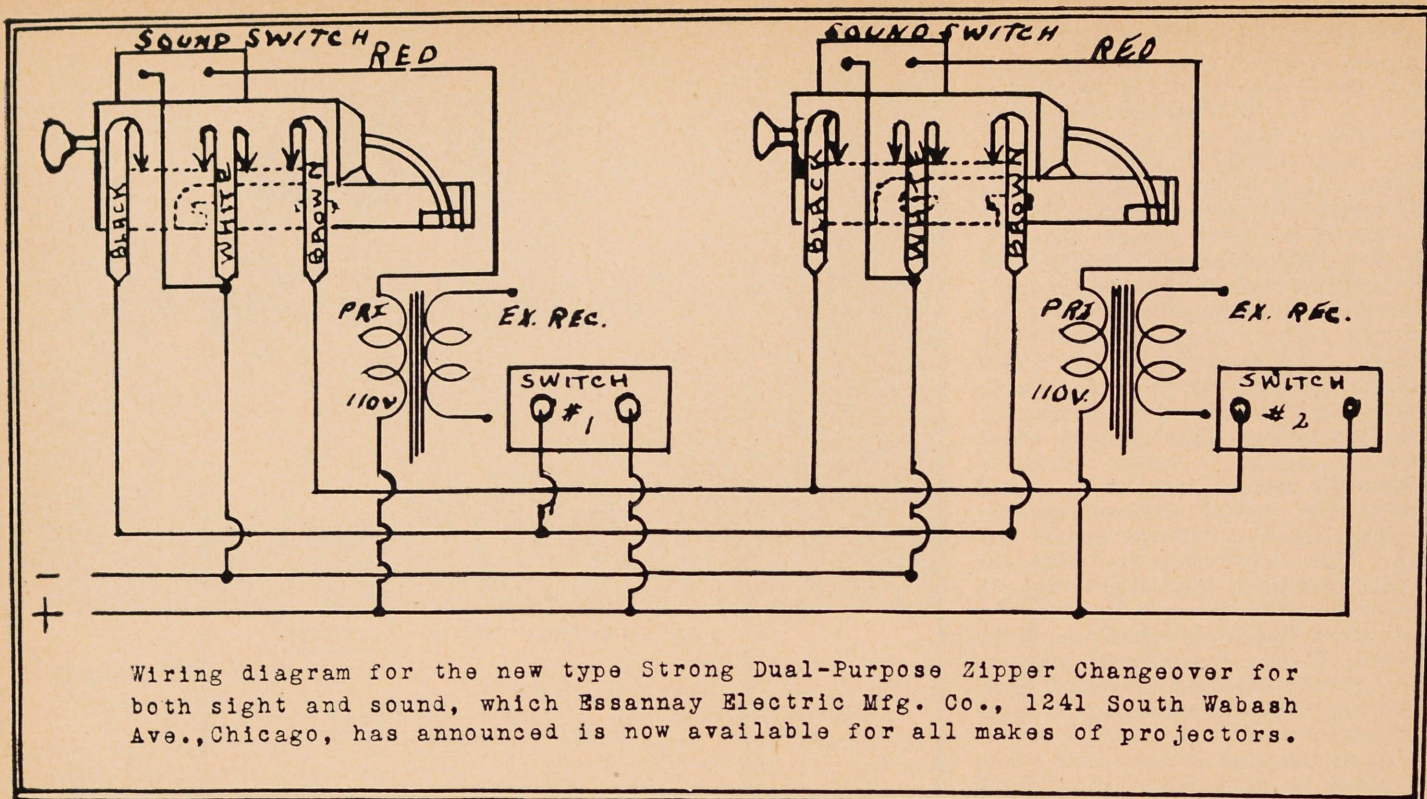 SOUND SWITCH
RED
BLACK
WHITE
BROWN
PRI
110V
EX. REC.
SWITCH
#1
SOUND SWITCH
RED
BLACK
WHITE
BROWN
PRI
110V.
EX. REC.
SWITCH
#2
-
+
Wiring diagram for the new type Strong Dual-Purpose Zipper Changeover for
both sight and sound, which Essannay Electric Mfg. Co., 1241 South Wabash
Ave.,Chicago, has announced is now available for all makes of projectors.